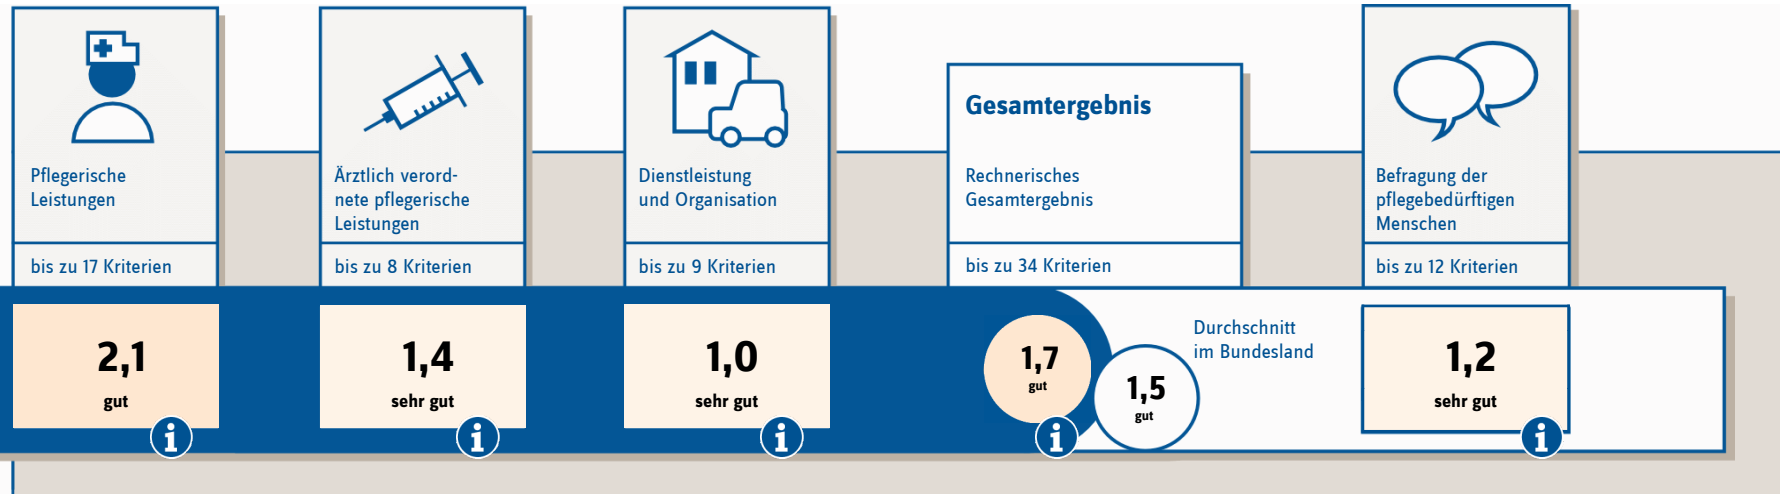 Pflegerische
Leistungen
bis zu 17 Kriterien
2,1
gut
i
Ärztlich verord-
nete pflegerische
Leistungen
bis zu 8 Kriterien
1,4
sehr gut
i
Dienstleistung
und Organisation
bis zu 9 Kriterien
1,0
sehr gut
i
Gesamtergebnis
Rechnerisches
Gesamtergebnis
bis zu 34 Kriterien
1,7
gut
i
1,5
gut
Durchschnitt
im Bundesland
Befragung der
pflegebedürftigen
Menschen
bis zu 12 Kriterien
1,2
sehr gut
i